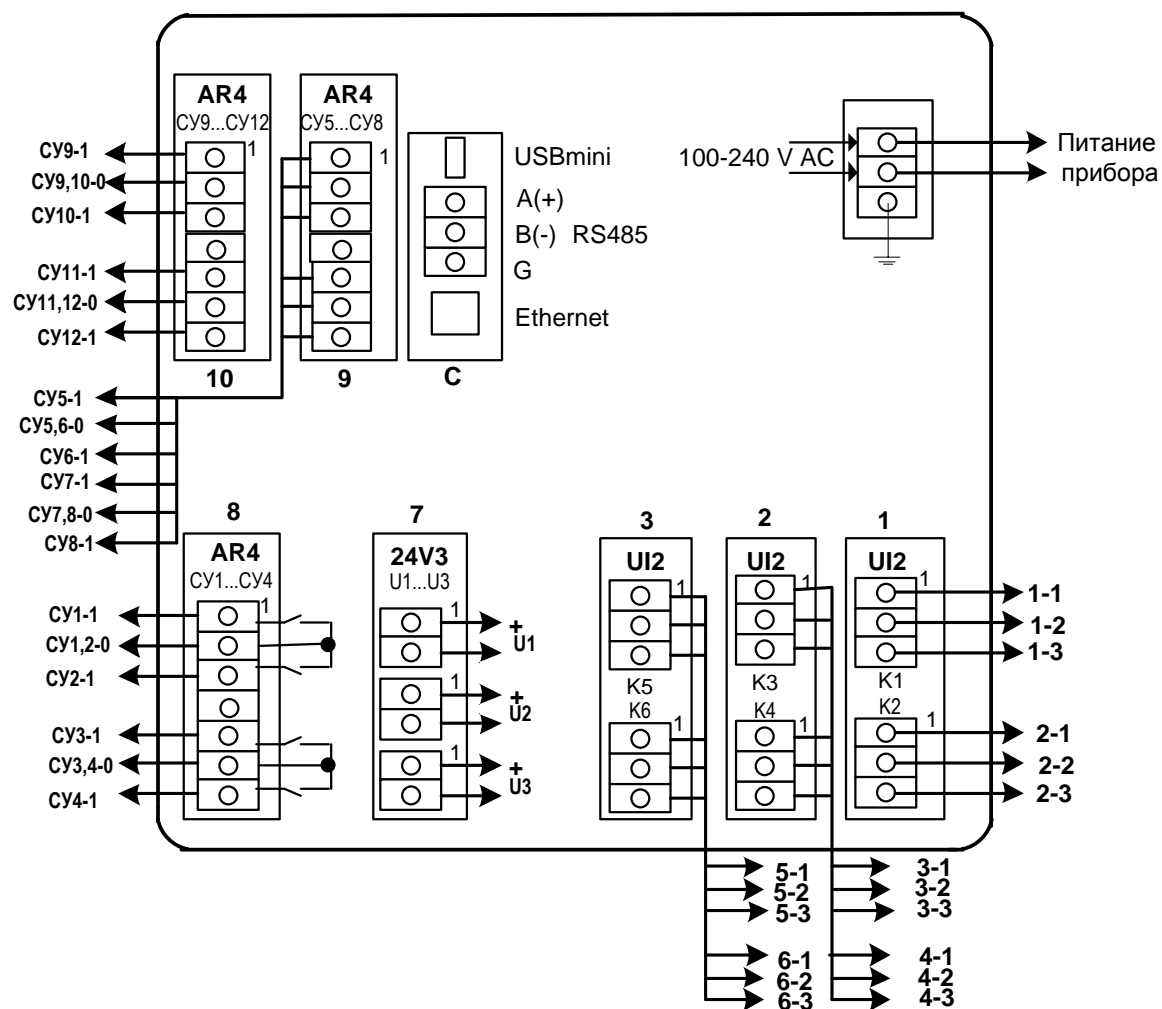 AR4
СУ9...СУ12
1
10
AR4
СУ5...СУ8
1
9
USBmini
A(+)
B(-) RS485
G
Ethernet
C
100-240 V AC
Питание
прибора
СУ9-1
СУ9,10-0
СУ10-1
СУ11-1
СУ11,12-0
СУ12-1
СУ5-1
СУ5,6-0
СУ6-1
СУ7-1
СУ7,8-0
СУ8-1
8
AR4
СУ1...СУ4
1
СУ1-1
СУ1,2-0
СУ2-1
СУ3-1
СУ3,4-0
СУ4-1
7
24V3
U1...U3
1
+
U1
1
+
U2
1
+
U3
3
UI2
1
K5
K6
1
2
UI2
1
K3
K4
1
1
UI2
1
K1
K2
1
1-1
1-2
1-3
2-1
2-2
2-3
5-1
5-2
5-3
6-1
6-2
6-3
3-1
3-2
3-3
4-1
4-2
4-3